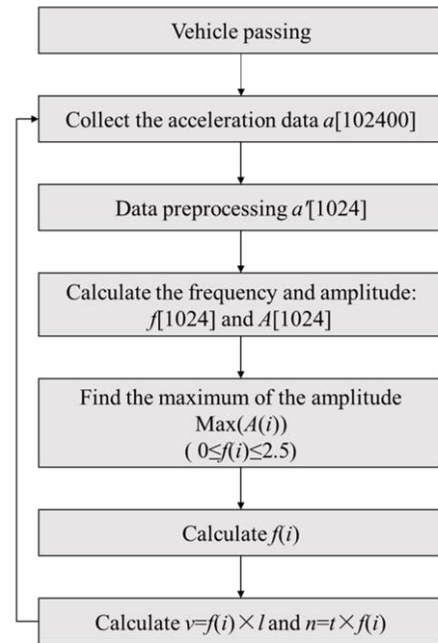 Vehicle passing
Collect the acceleration data a[102400]
Data preprocessing a'[1024]
Calculate the frequency and amplitude:
f[1024] and A[1024]
Find the maximum of the amplitude
Max(A(i))
( 0≤f(i)≤2.5)
Calculate f(i)
Calculate v=f(i)×l and n=t×f(i)